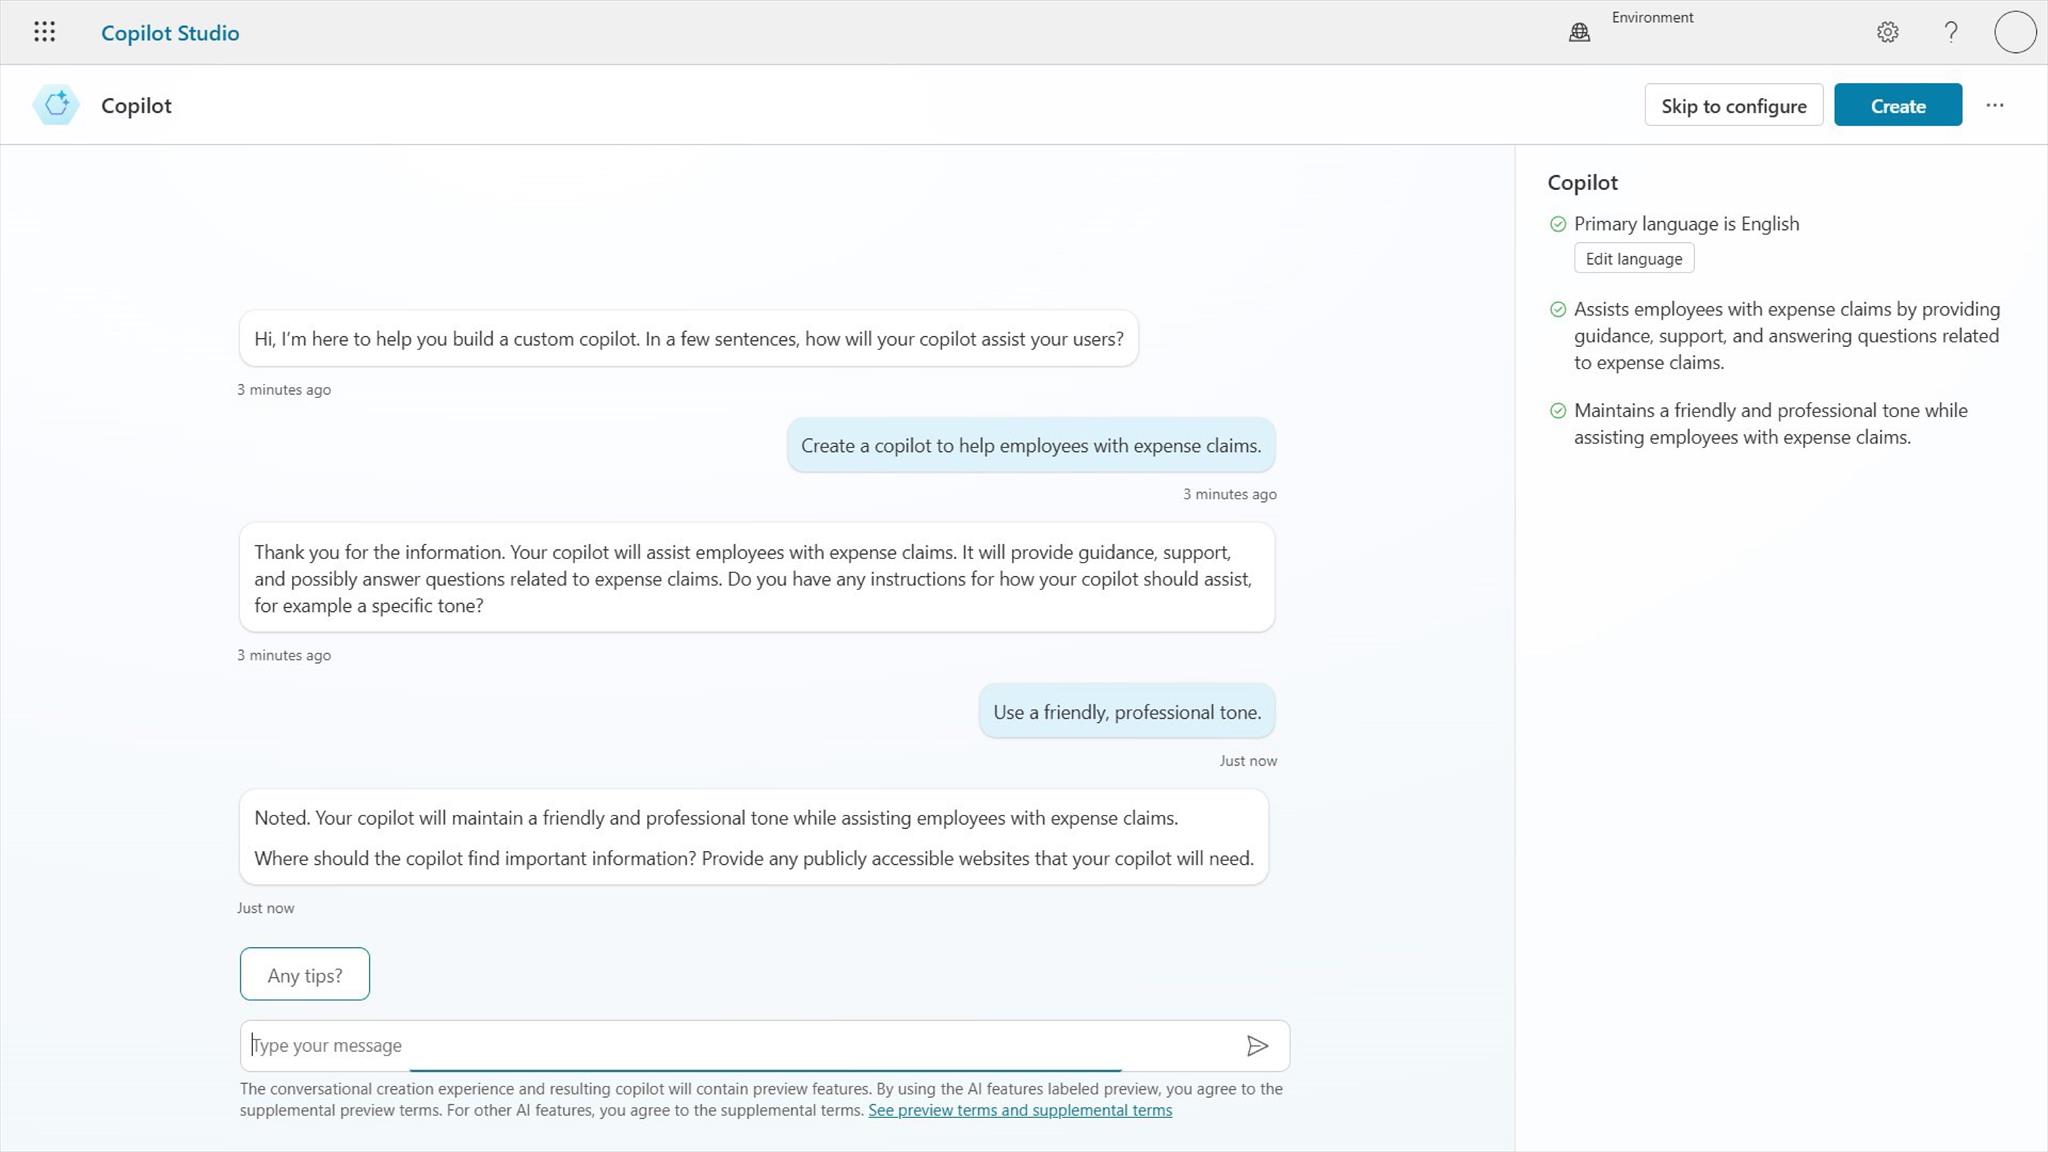 Copilot Studio
Environment
Copilot
Skip to configure
Create
Hi, I’m here to help you build a custom copilot. In a few sentences, how will your copilot assist your users?
3 minutes ago
Create a copilot to help employees with expense claims.
3 minutes ago
Thank you for the information. Your copilot will assist employees with expense claims. It will provide guidance, support,
and possibly answer questions related to expense claims. Do you have any instructions for how your copilot should assist,
for example a specific tone?
3 minutes ago
Use a friendly, professional tone.
Just now
Noted. Your copilot will maintain a friendly and professional tone while assisting employees with expense claims.
Where should the copilot find important information? Provide any publicly accessible websites that your copilot will need.
Just now
Any tips?
Type your message
The conversational creation experience and resulting copilot will contain preview features. By using the AI features labeled preview, you agree to the
supplemental preview terms. For other AI features, you agree to the supplemental terms. See preview terms and supplemental terms
Copilot
Primary language is English
Edit language
Assists employees with expense claims by providing
guidance, support, and answering questions related
to expense claims.
Maintains a friendly and professional tone while
assisting employees with expense claims.